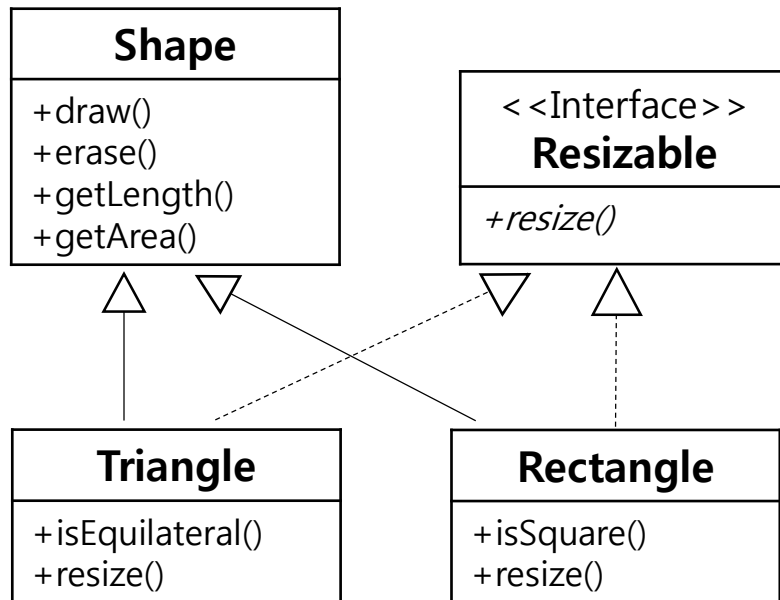 Shape
+draw()
+erase()
+getLength()
+getArea()
<<Interface>>
Resizable
+resize()
Triangle
+isEquilateral()
+resize()
Rectangle
+isSquare()
+resize()